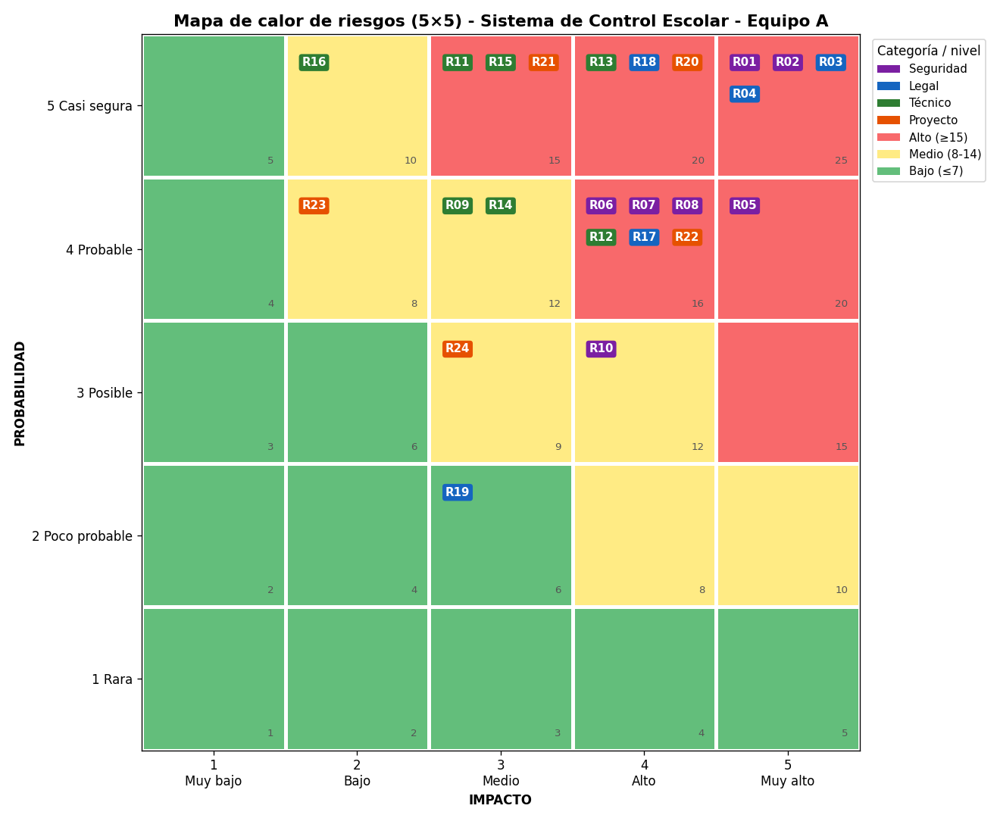 Mapa de calor de riesgos (5×5) - Sistema de Control Escolar - Equipo A
Categoría / nivel
Seguridad
Legal
Técnico
Proyecto
Alto (≥15)
Medio (8-14)
Bajo (≤7)
PROBABILIDAD
5 Casi segura
R16 R11 R15 R21 R13 R18 R20 R01 R02 R03
R04
5 10 15 20 25
4 Probable
R23 R09 R14 R06 R07 R08 R05
R12 R17 R22
4 8 12 16 20
3 Posible
R24 R10
3 6 9 12 15
2 Poco probable
R19
2 4 6 8 10
1 Rara
1 2 3 4 5
1 2 3 4 5
Muy bajo Bajo Medio Alto Muy alto
IMPACTO